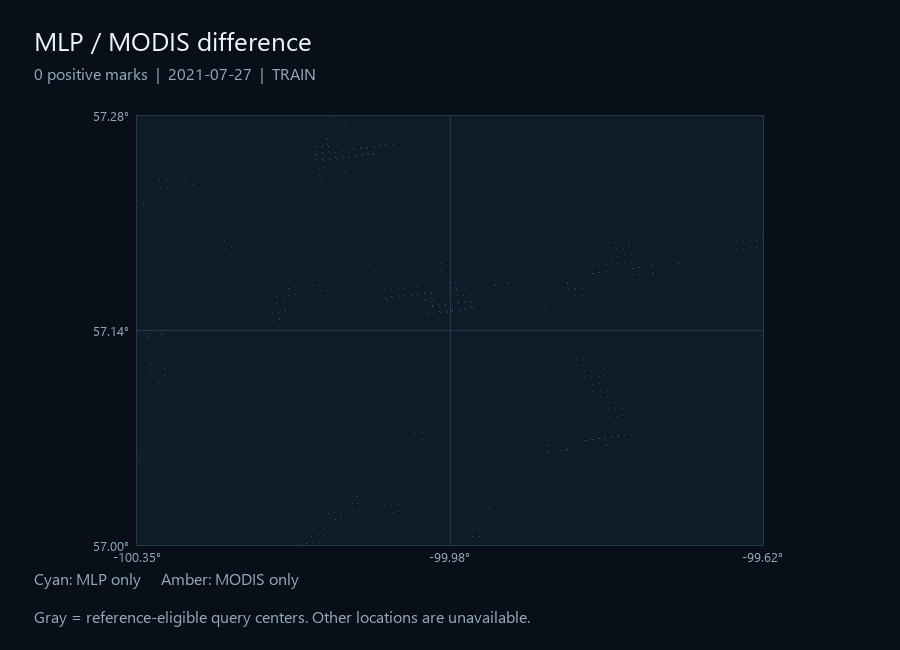 MLP / MODIS difference
0 positive marks | 2021-07-27 | TRAIN
57.28°
57.14°
57.00°
-100.35°
-99.98°
-99.62°
Cyan: MLP only Amber: MODIS only
Gray = reference-eligible query centers. Other locations are unavailable.